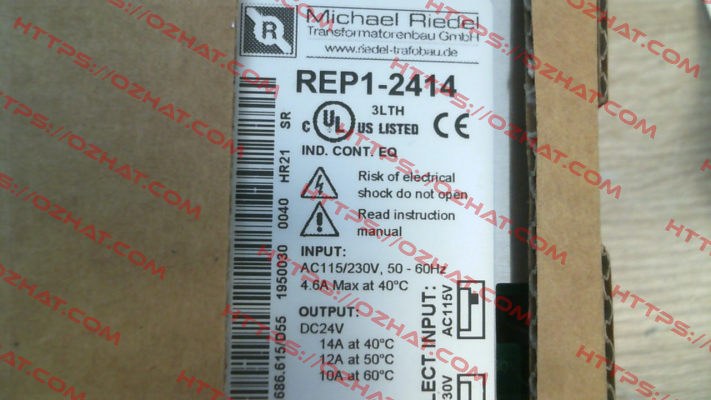 Michael Riedel
Transformatorenbau GmbH
www.riedel-trafobau.de
REP1-2414
3LTH
C UL US LISTED CE
IND. CONT. EQ
Risk of electrical
shock do not open
Read instruction
manual
INPUT:
AC115/230V, 50 - 60Hz
4.6A Max at 40°C
OUTPUT:
DC24V
14A at 40°C
12A at 50°C
10A at 60°C
686.615/D55 1950030 0040 HR21 SR
LECT INPUT:
AC115V
30V
HTTPS://OZHAT.COM